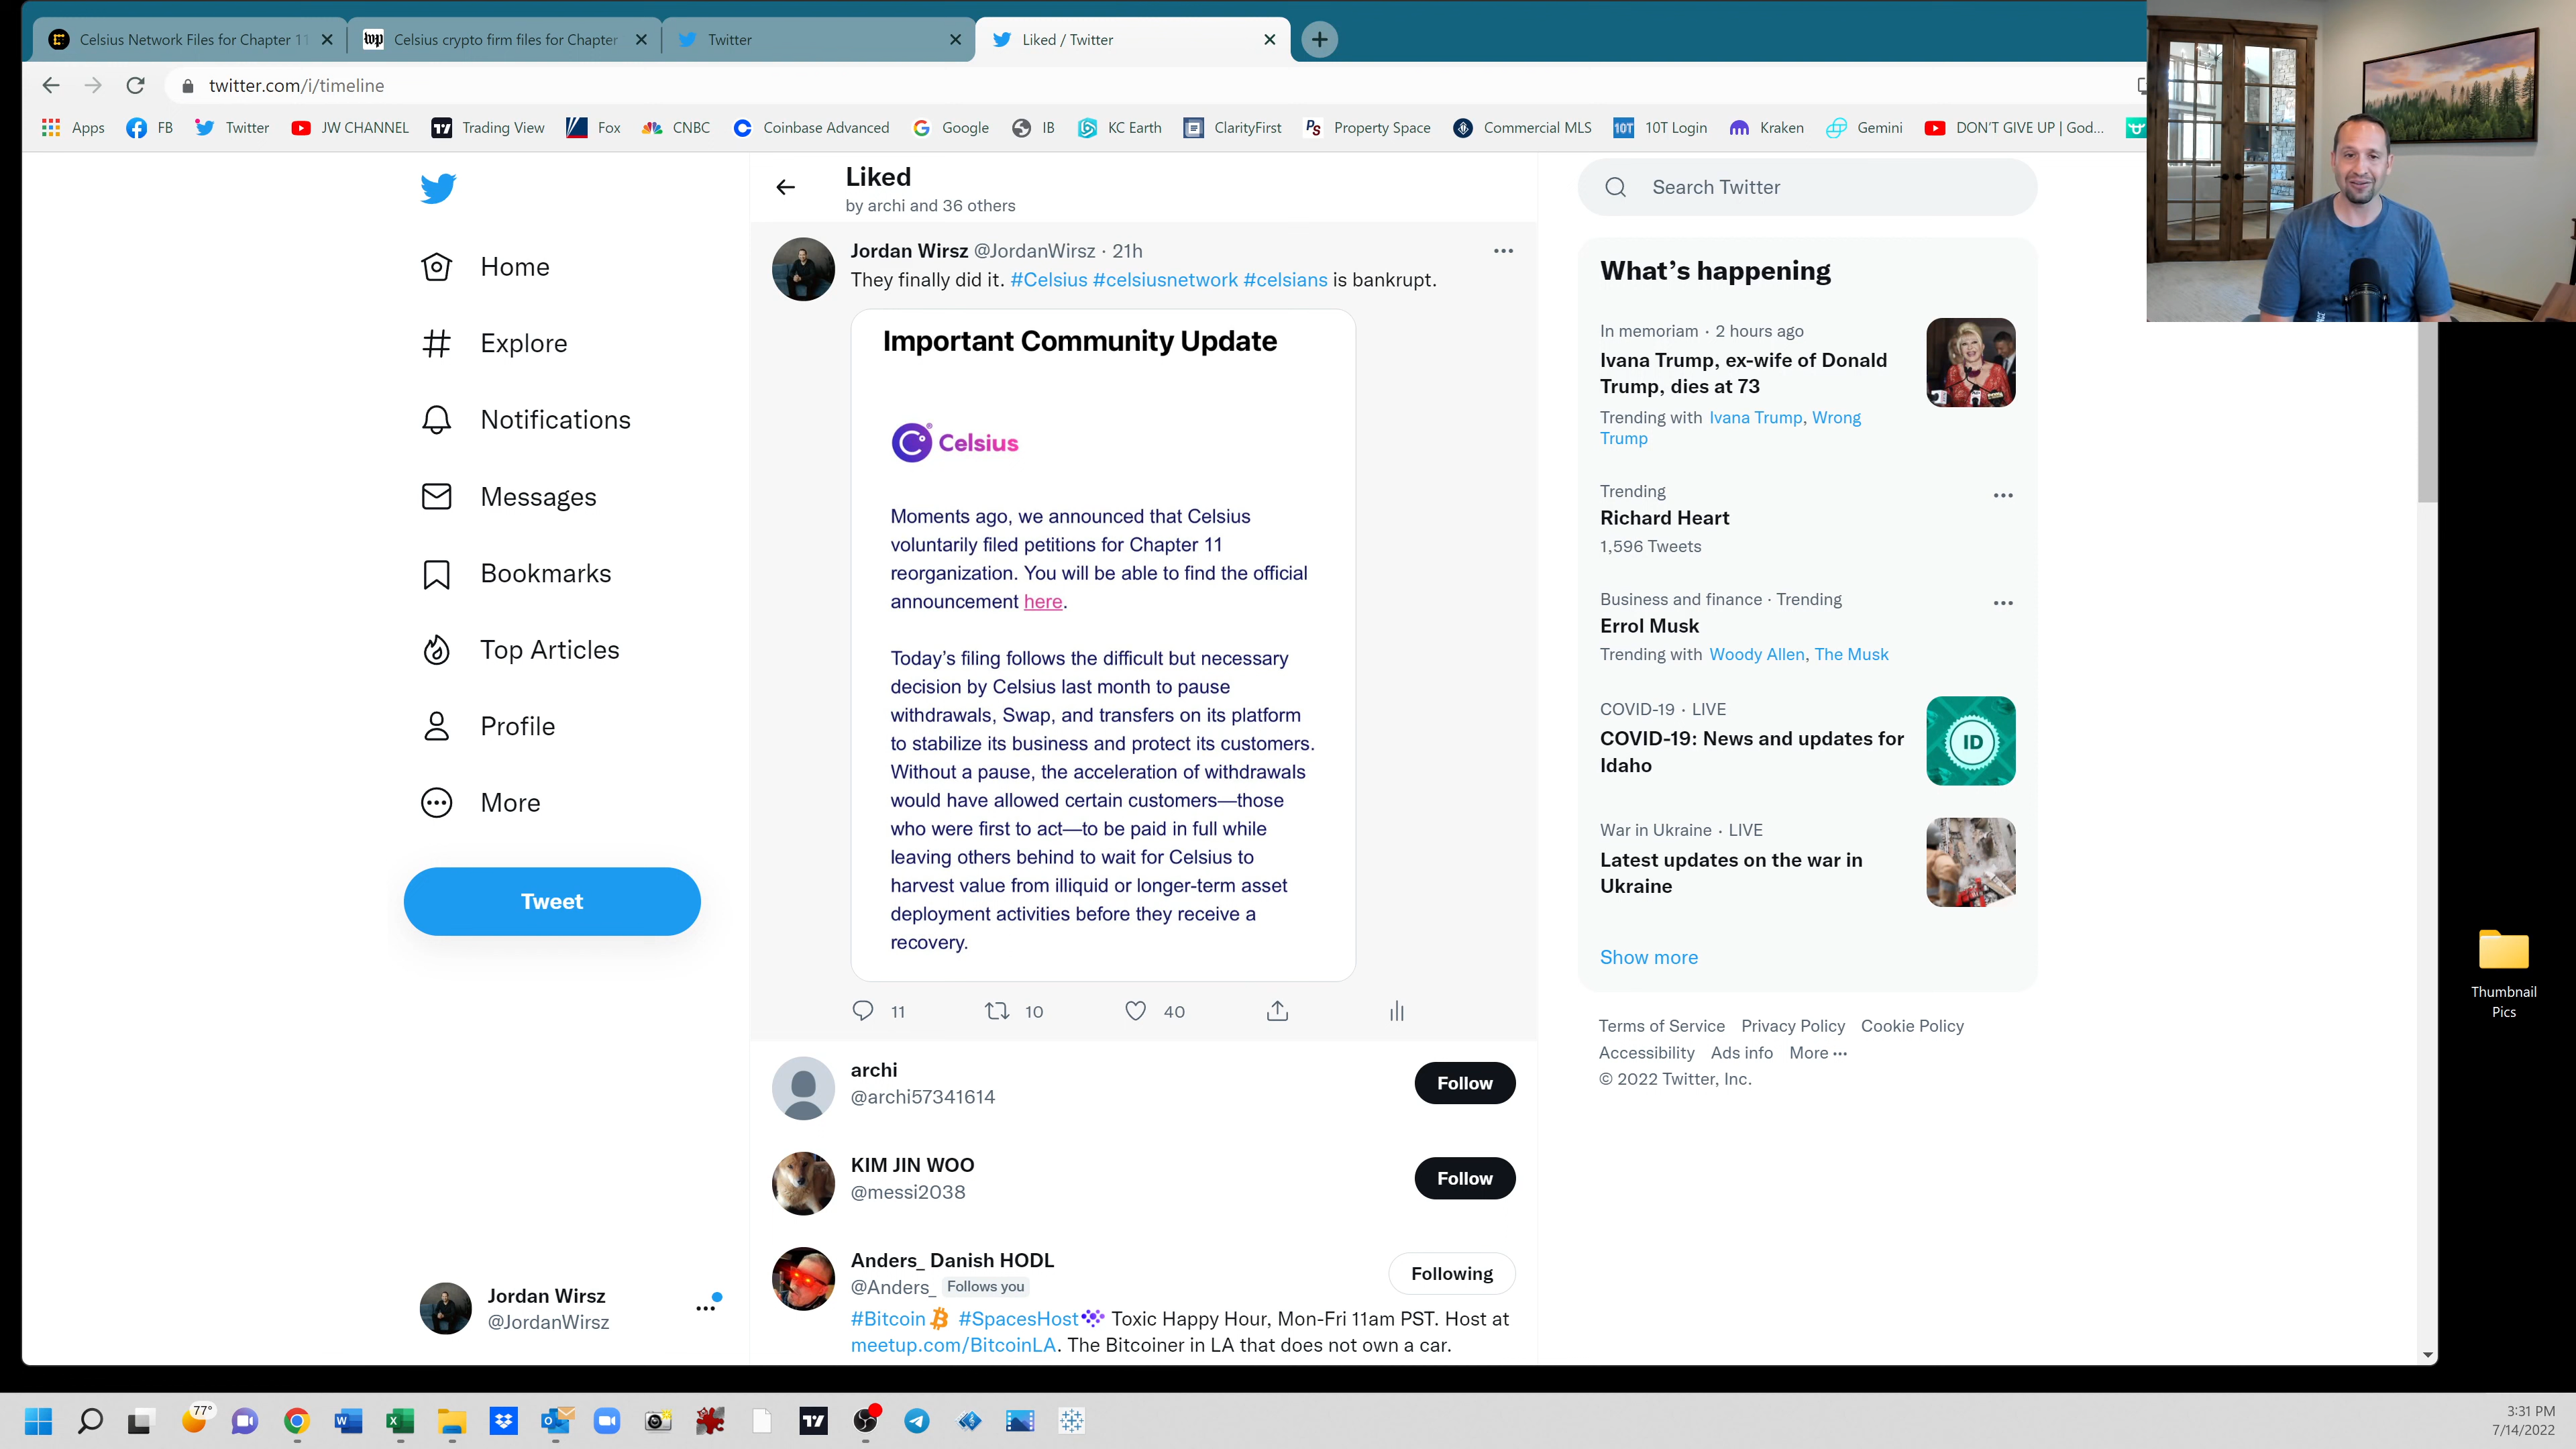 Celsius Network Files for Chapter 11
Celsius crypto firm files for Chapter
Twitter
Liked / Twitter
twitter.com/i/timeline
Apps
FB
Twitter
JW CHANNEL
Trading View
Fox
CNBC
Coinbase Advanced
Google
IB
KC Earth
ClarityFirst
Property Space
Commercial MLS
10T Login
Kraken
Gemini
DON'T GIVE UP | God...
Home
Explore
Notifications
Messages
Bookmarks
Top Articles
Profile
More
Tweet
Jordan Wirsz
@JordanWirsz
Liked
by archi and 36 others
Jordan Wirsz @JordanWirsz · 21h
They finally did it. #Celsius #celsiusnetwork #celsians is bankrupt.
Important Community Update
Celsius
Moments ago, we announced that Celsius
voluntarily filed petitions for Chapter 11
reorganization. You will be able to find the official
announcement here.
Today's filing follows the difficult but necessary
decision by Celsius last month to pause
withdrawals, Swap, and transfers on its platform
to stabilize its business and protect its customers.
Without a pause, the acceleration of withdrawals
would have allowed certain customers—those
who were first to act—to be paid in full while
leaving others behind to wait for Celsius to
harvest value from illiquid or longer-term asset
deployment activities before they receive a
recovery.
11 10 40
archi
@archi57341614
Follow
KIM JIN WOO
@messi2038
Follow
Anders_ Danish HODL
@Anders_ Follows you
Following
#Bitcoin #SpacesHost Toxic Happy Hour, Mon-Fri 11am PST. Host at
meetup.com/BitcoinLA. The Bitcoiner in LA that does not own a car.
Search Twitter
What's happening
In memoriam · 2 hours ago
Ivana Trump, ex-wife of Donald
Trump, dies at 73
Trending with Ivana Trump, Wrong
Trump
Trending
Richard Heart
1,596 Tweets
Business and finance · Trending
Errol Musk
Trending with Woody Allen, The Musk
COVID-19 · LIVE
COVID-19: News and updates for
Idaho
ID
War in Ukraine · LIVE
Latest updates on the war in
Ukraine
Show more
Terms of Service Privacy Policy Cookie Policy
Accessibility Ads info More ···
© 2022 Twitter, Inc.
Thumbnail
Pics
77°
3:31 PM
7/14/2022